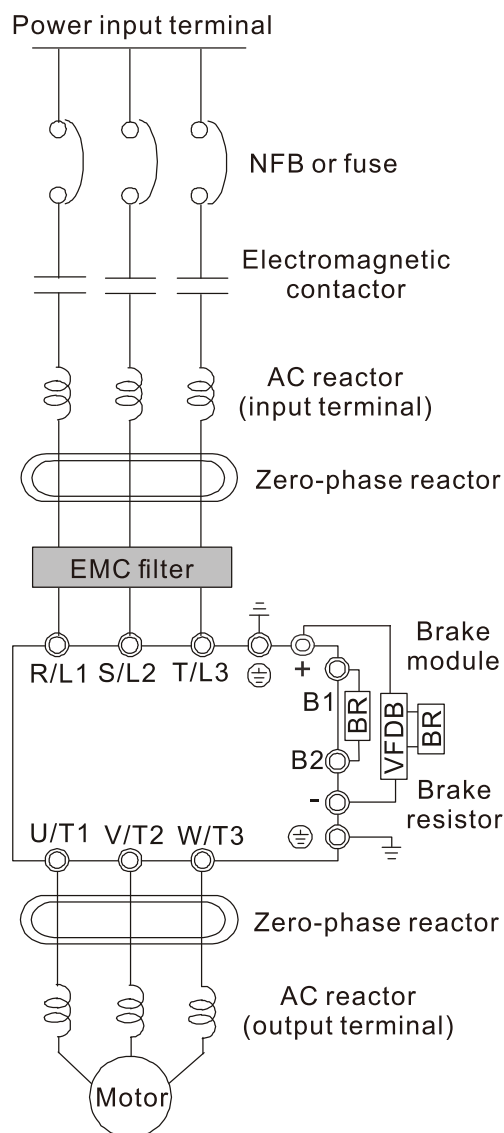 Power input terminal
NFB or fuse
Electromagnetic
contactor
AC reactor
(input terminal)
Zero-phase reactor
EMC filter
R/L1 S/L2 T/L3
+
Brake
module
B1
BR
VFDB
BR
B2
-
Brake
resistor
U/T1 V/T2 W/T3
Zero-phase reactor
AC reactor
(output terminal)
Motor